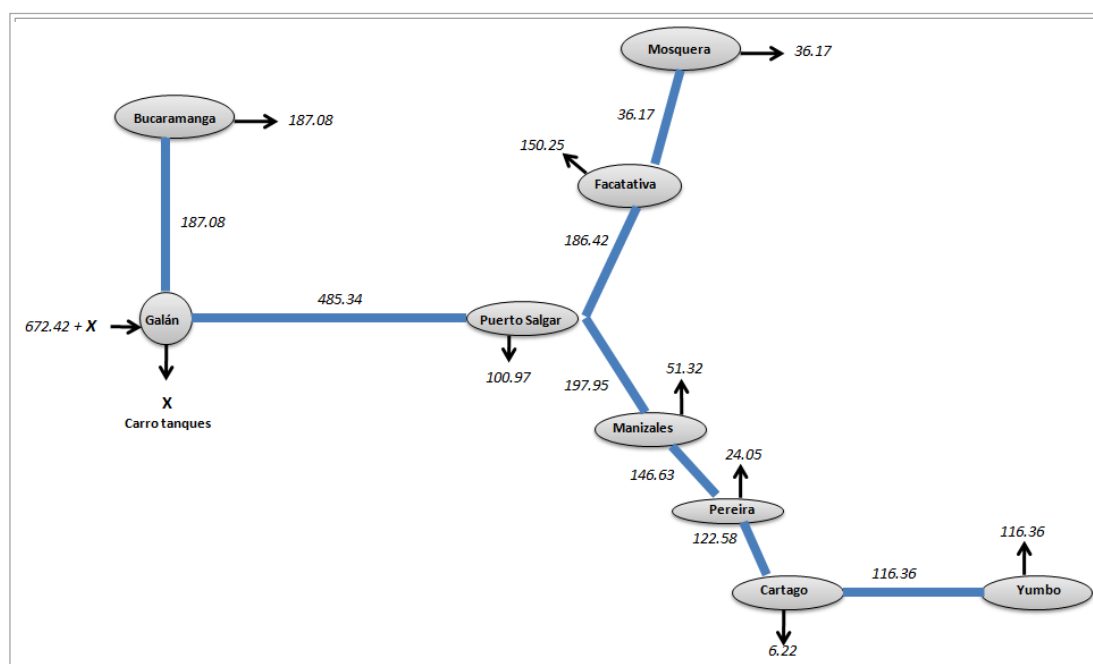 Mosquera
36.17
Bucaramanga
187.08
36.17
150.25
Facatativa
187.08
186.42
485.34
672.42 + X
Galán
Puerto Salgar
100.97
51.32
197.95
X
Carro tanques
Manizales
24.05
146.63
Pereira
122.58
116.36
Cartago
116.36
Yumbo
6.22